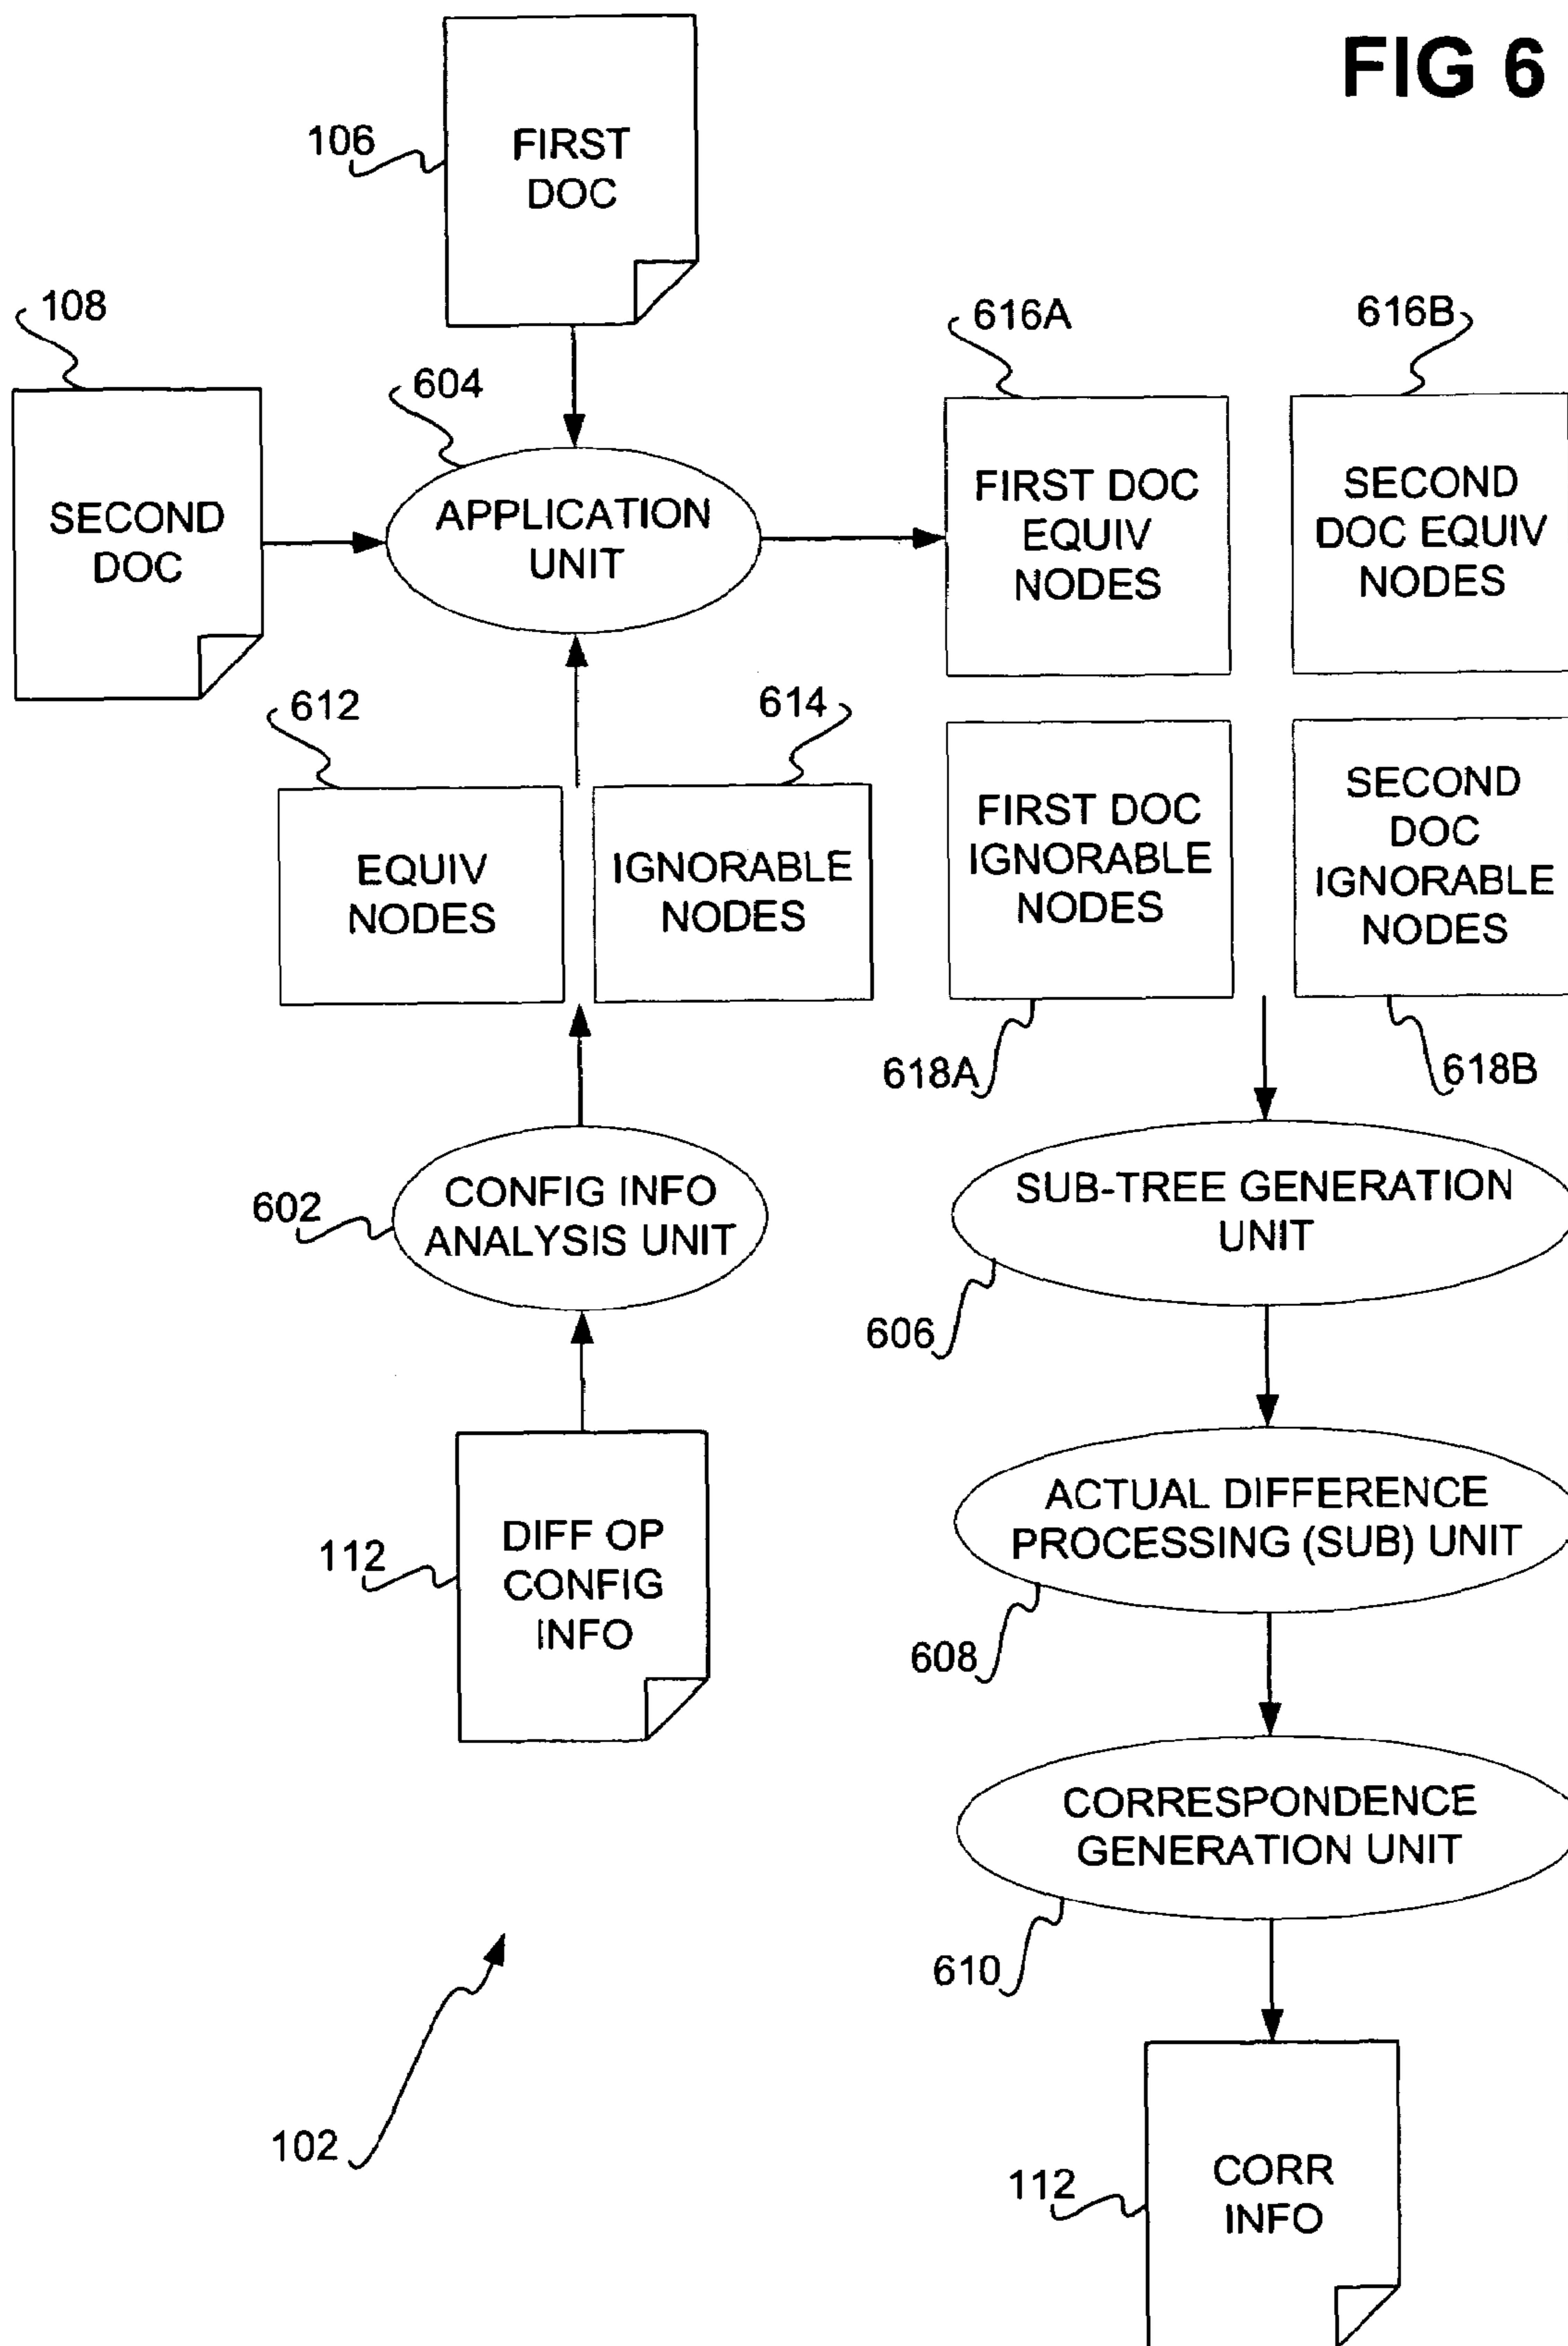 FIG 6
106
FIRST
DOC
108
SECOND
DOC
604
APPLICATION
UNIT
616A
FIRST DOC
EQUIV
NODES
616B
SECOND
DOC EQUIV
NODES
612
EQUIV
NODES
614
IGNORABLE
NODES
FIRST DOC
IGNORABLE
NODES
618A
SECOND
DOC
IGNORABLE
NODES
618B
602
CONFIG INFO
ANALYSIS UNIT
SUB-TREE GENERATION
UNIT
606
112
DIFF OP
CONFIG
INFO
ACTUAL DIFFERENCE
PROCESSING (SUB) UNIT
608
CORRESPONDENCE
GENERATION UNIT
610
102
112
CORR
INFO